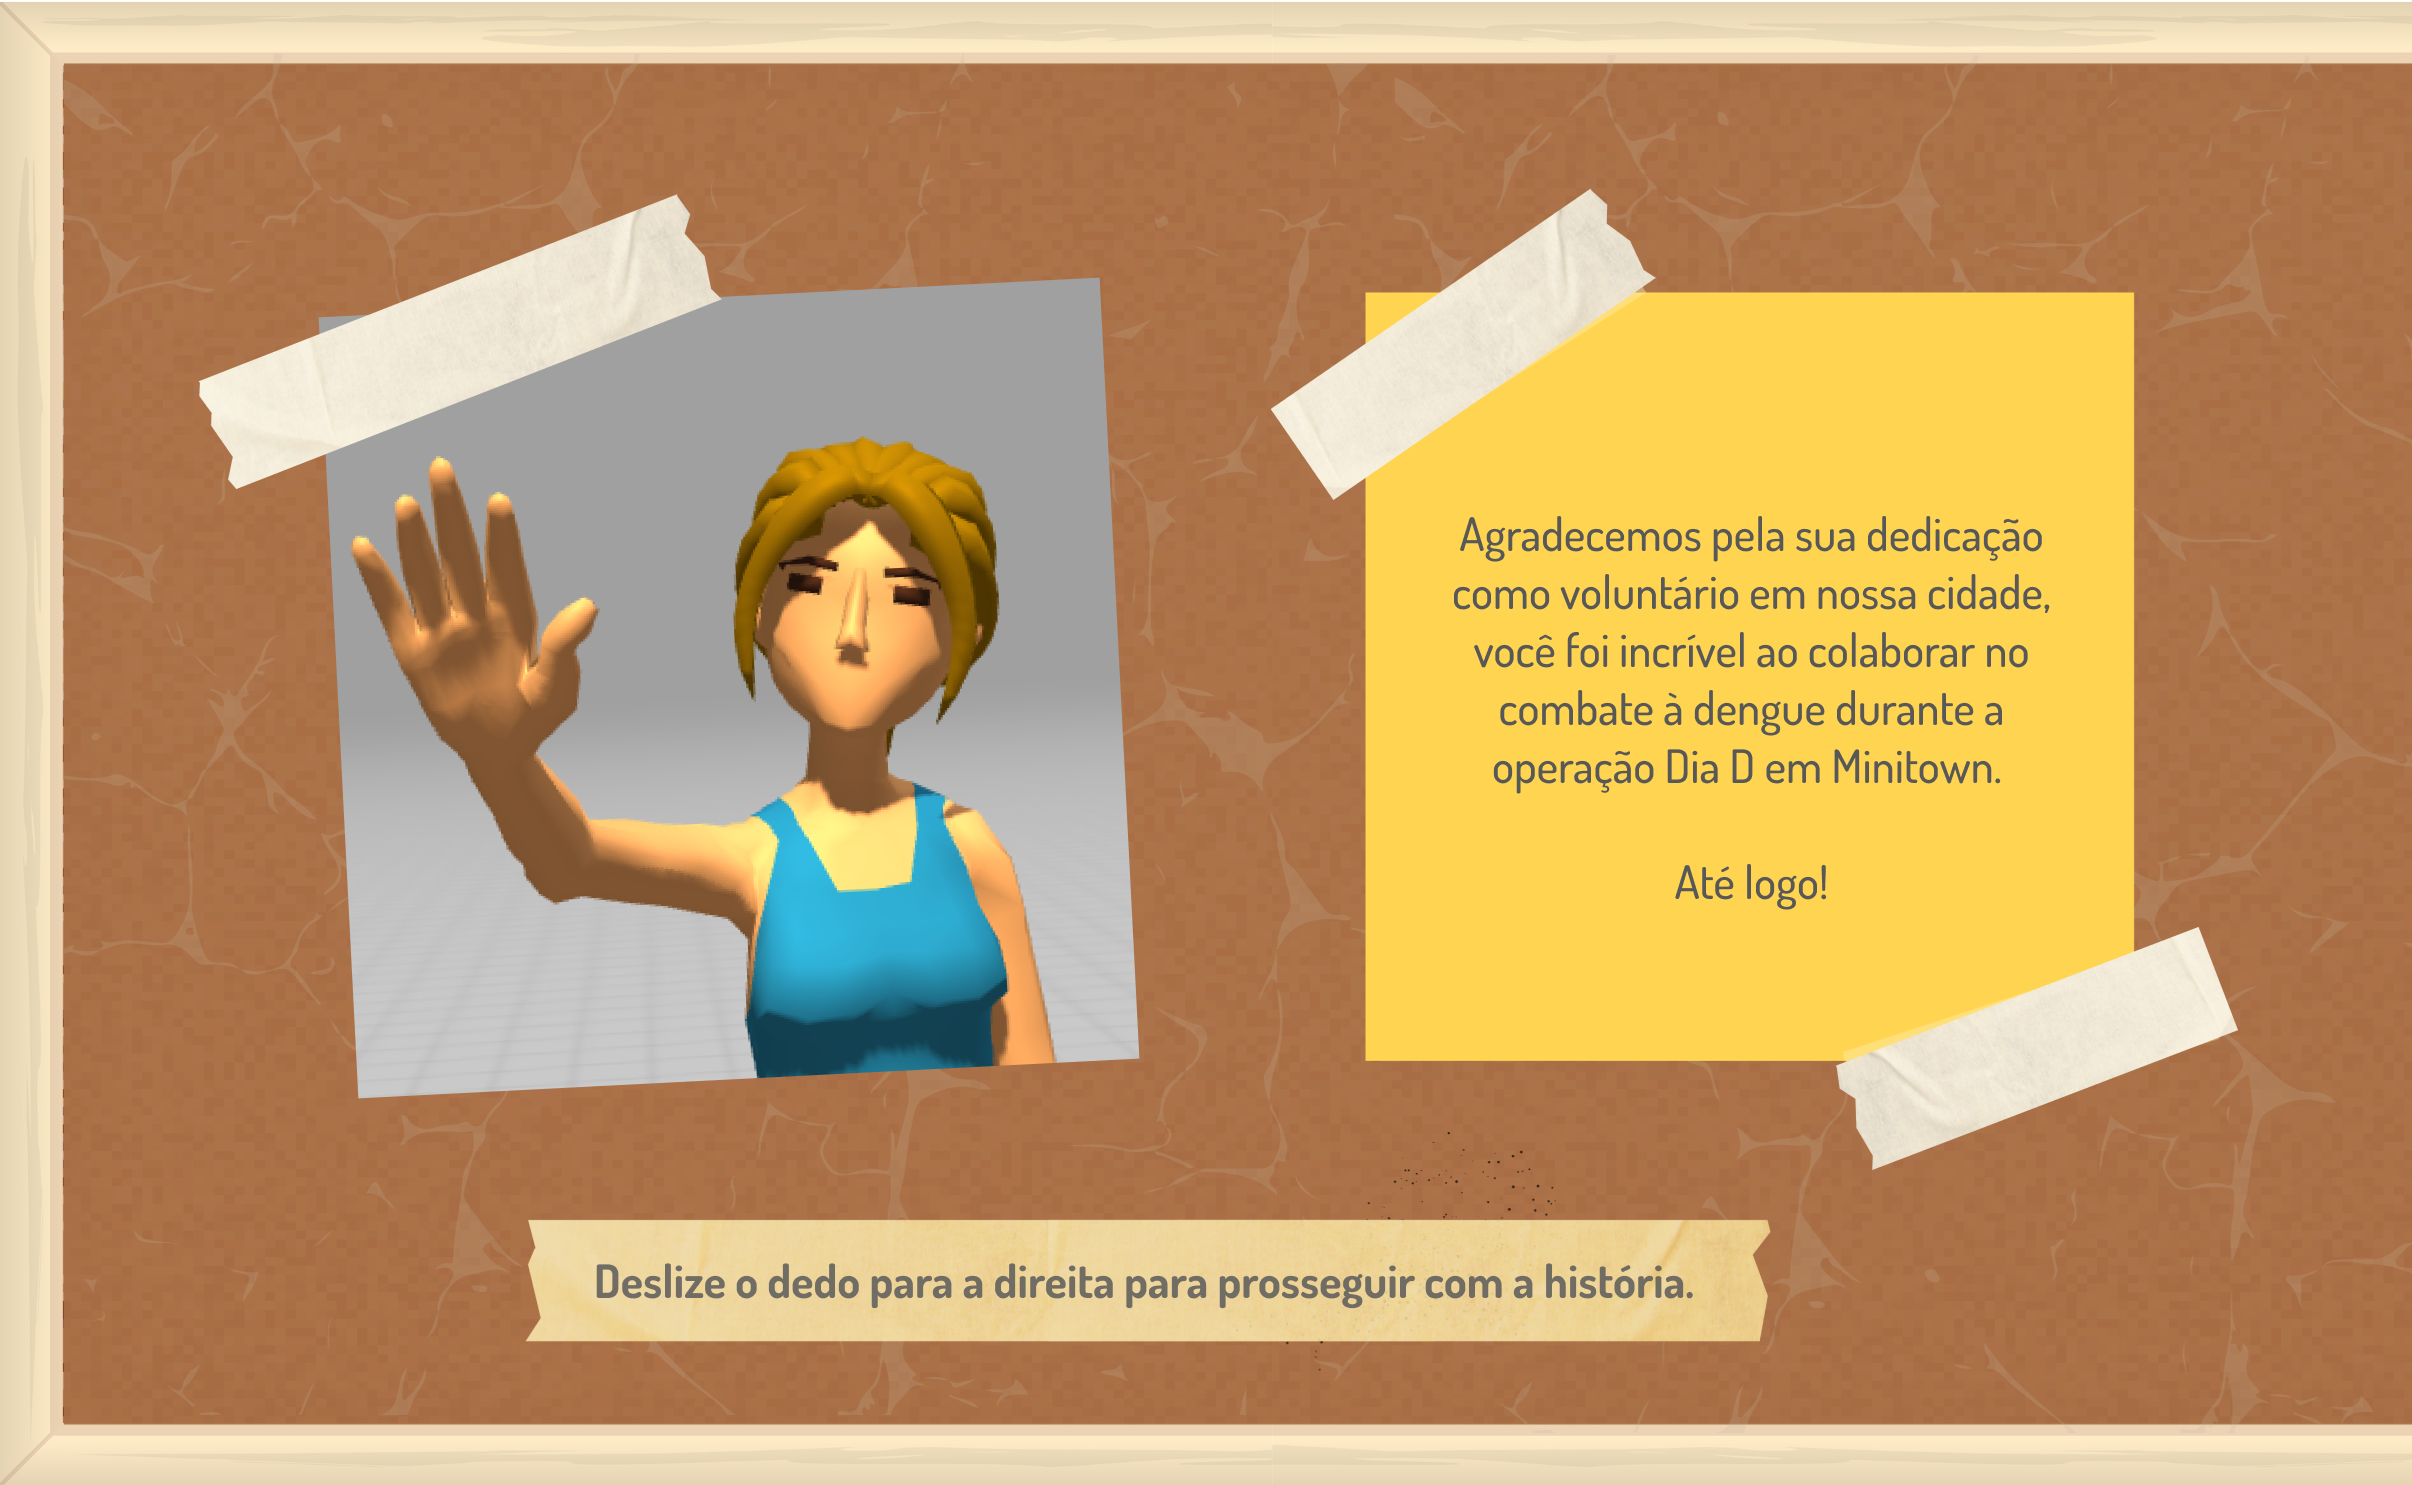 Agradecemos pela sua dedicação
como voluntário em nossa cidade,
você foi incrível ao colaborar no
combate à dengue durante a
operação Dia D em Minitown.
Até logo!
Deslize o dedo para a direita para prosseguir com a história.